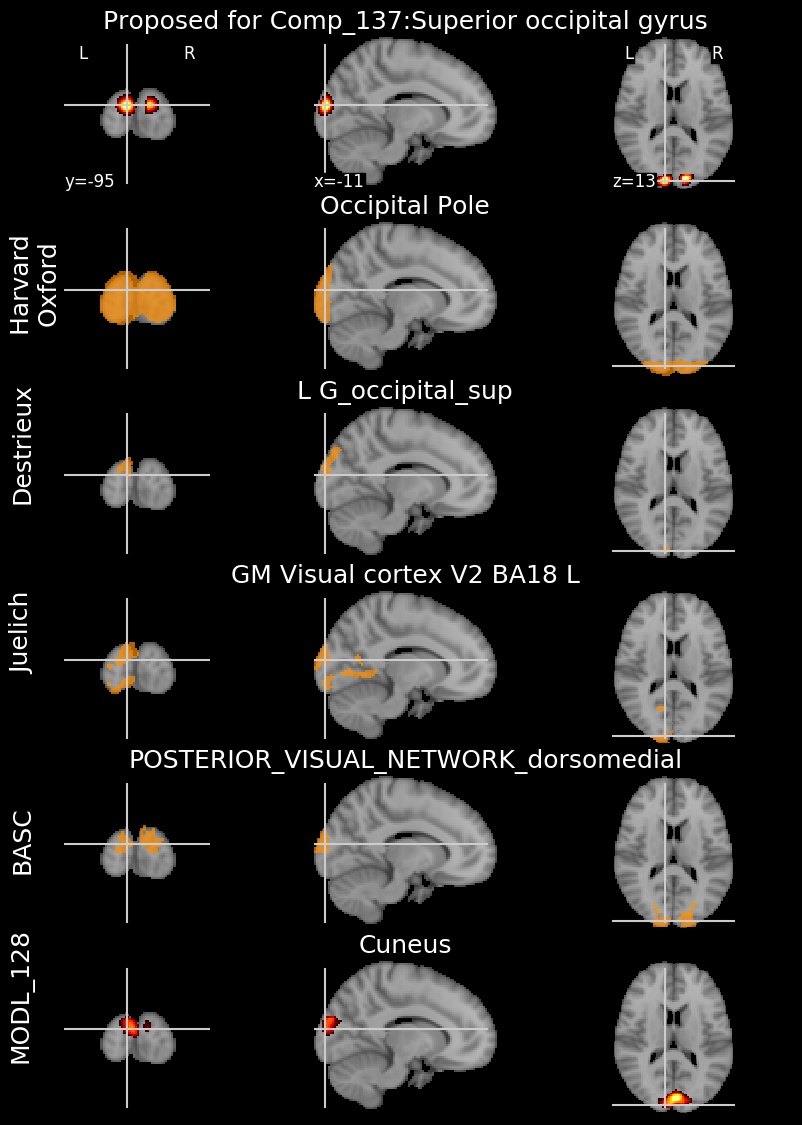 Proposed for Comp_137:Superior occipital gyrus
L R
L R
y=-95
x=-11
z=13
Occipital Pole
Harvard
Oxford
L G_occipital_sup
Destrieux
GM Visual cortex V2 BA18 L
Juelich
POSTERIOR_VISUAL_NETWORK_dorsomedial
BASC
Cuneus
MODL_128